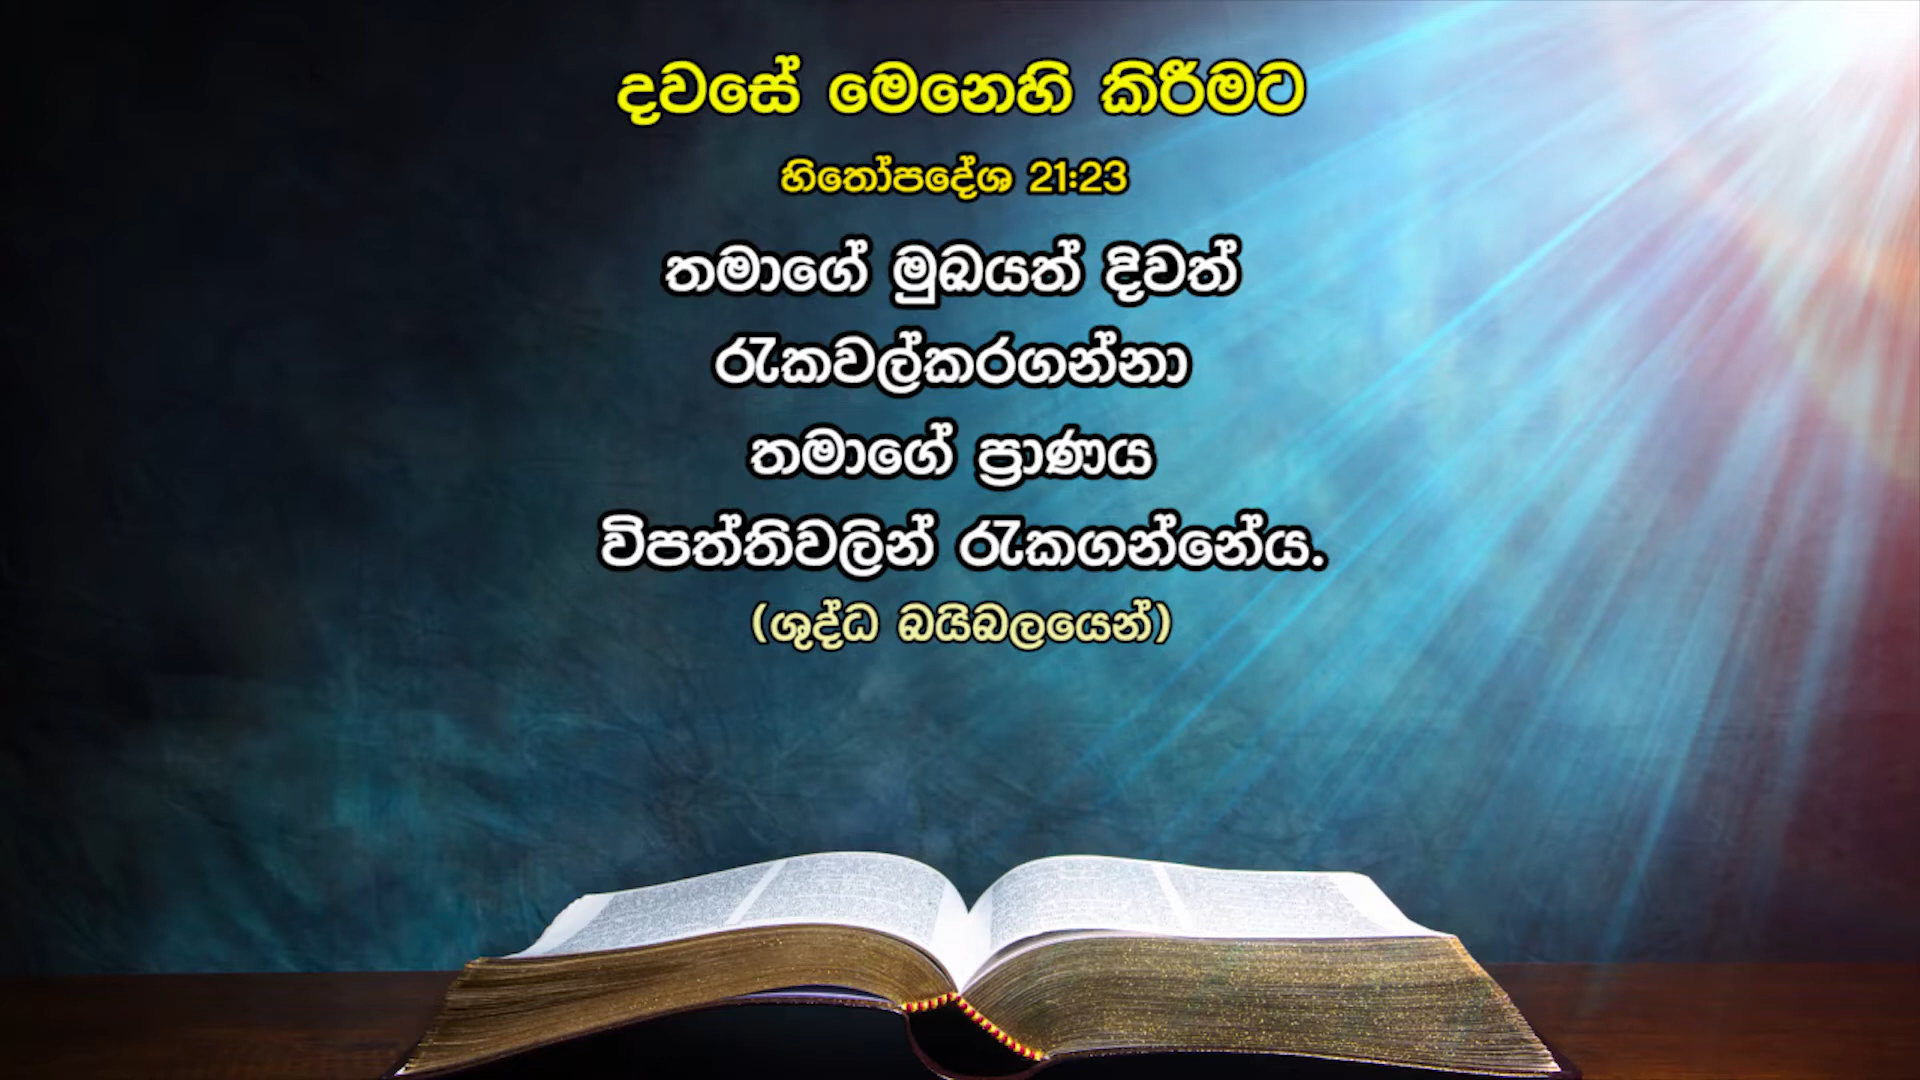 දවසේ මෙනෙහි කිරීමට
හිතෝපදේශ 21:23
තමාගේ මුඛයත් දිවත්
රැකවල්කරගන්නා
තමාගේ ප්‍රාණය
විපත්තිවලින් රැකගන්නේය.
(ශුද්ධ බයිබලයෙන්)